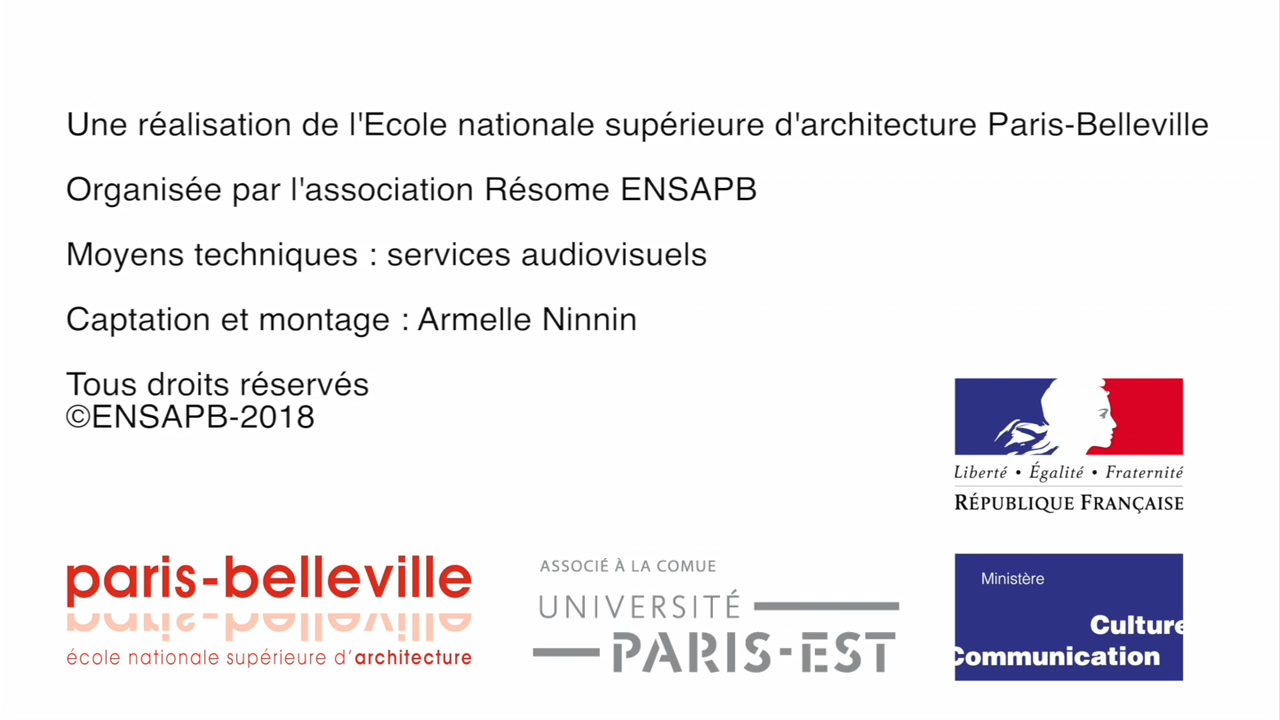 Une réalisation de l'Ecole nationale supérieure d'architecture Paris-Belleville
Organisée par l'association Résome ENSAPB
Moyens techniques : services audiovisuels
Captation et montage : Armelle Ninnin
Tous droits réservés
©ENSAPB-2018
Liberté • Égalité • Fraternité
RÉPUBLIQUE FRANÇAISE
paris-belleville
école nationale supérieure d'architecture
ASSOCIÉ À LA COMUE
UNIVERSITÉ
PARIS-EST
Ministère
Culture
Communication